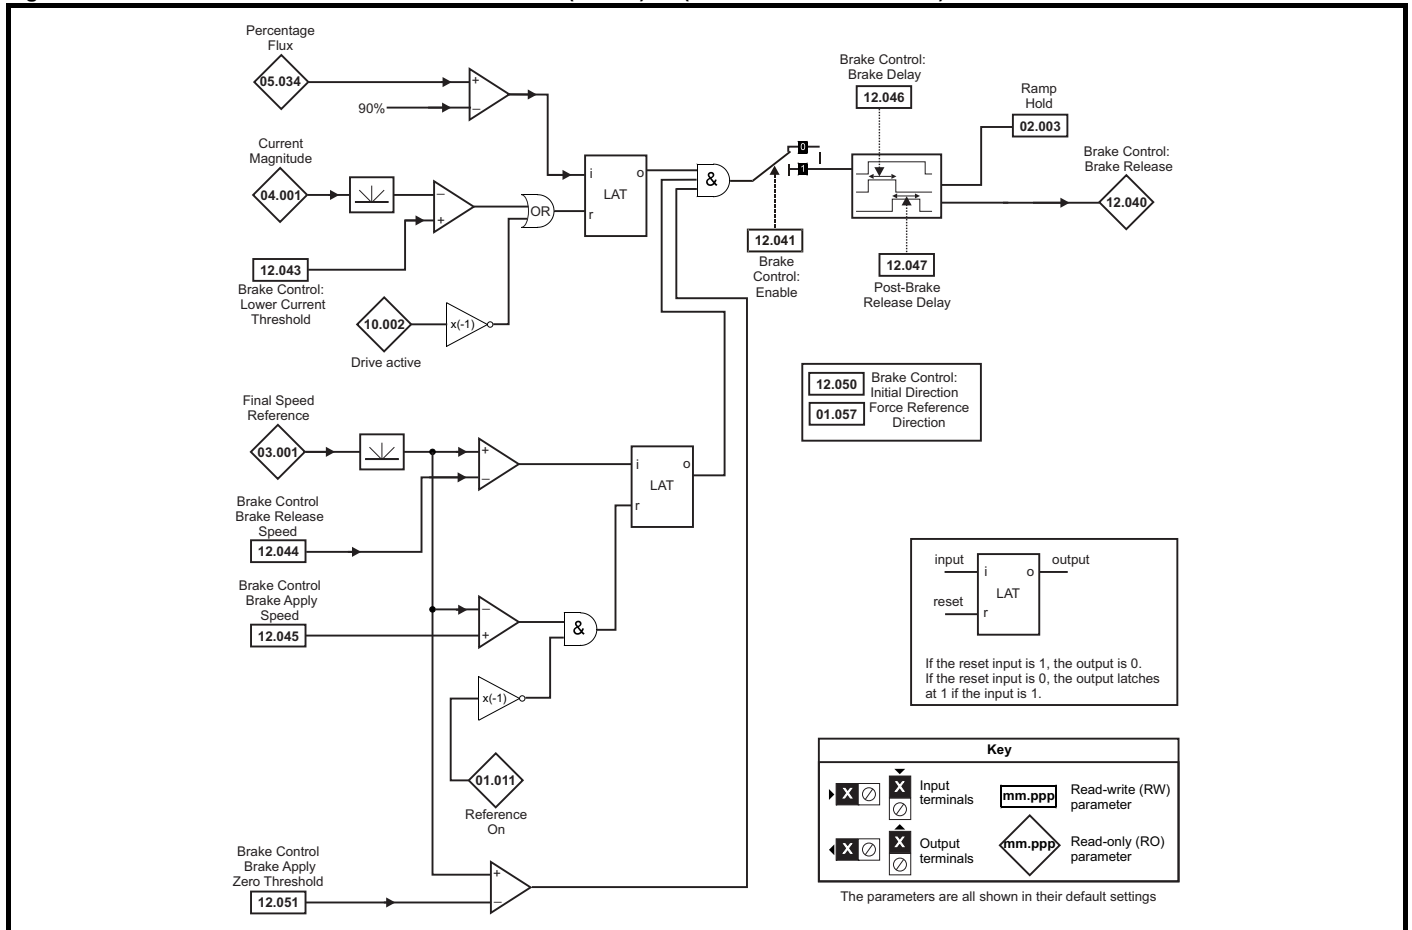 Percentage
Flux
05.034
+
–
90%
Current
Magnitude
04.001
–
+
OR
i
o
LAT
r
12.043
Brake Control:
Lower Current
Threshold
10.002
x(-1)
Drive active
&
0
1
12.041
Brake
Control:
Enable
Brake Control:
Brake Delay
12.046
12.047
Post-Brake
Release Delay
Ramp
Hold
02.003
Brake Control:
Brake Release
12.040
12.050
Brake Control:
Initial Direction
01.057
Force Reference
Direction
Final Speed
Reference
03.001
+
–
i
o
LAT
r
Brake Control
Brake Release
Speed
12.044
Brake Control
Brake Apply
Speed
12.045
–
+
&
x(-1)
01.011
Reference
On
Brake Control
Brake Apply
Zero Threshold
12.051
+
–
input
i
o
output
LAT
reset
r
If the reset input is 1, the output is 0.
If the reset input is 0, the output latches
at 1 if the input is 1.
Key
X
X
Input
terminals
mm.ppp
Read-write (RW)
parameter
X
X
Output
terminals
mm.ppp
Read-only (RO)
parameter
The parameters are all shown in their default settings